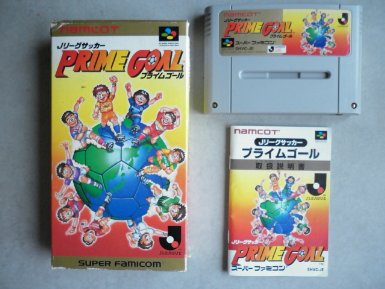 namcot
Jリーグサッカー
PRIME GOAL
プライムゴール
J.LEAGUE
SUPER FAMICOM
namcot
Jリーグサッカー
PRIME GOAL
プライムゴール
スーパーファミコン
namcot
Jリーグサッカー
プライムゴール
取扱説明書
Jリーグサッカー
PRIME GOAL
スーパーファミコン
J.LEAGUE